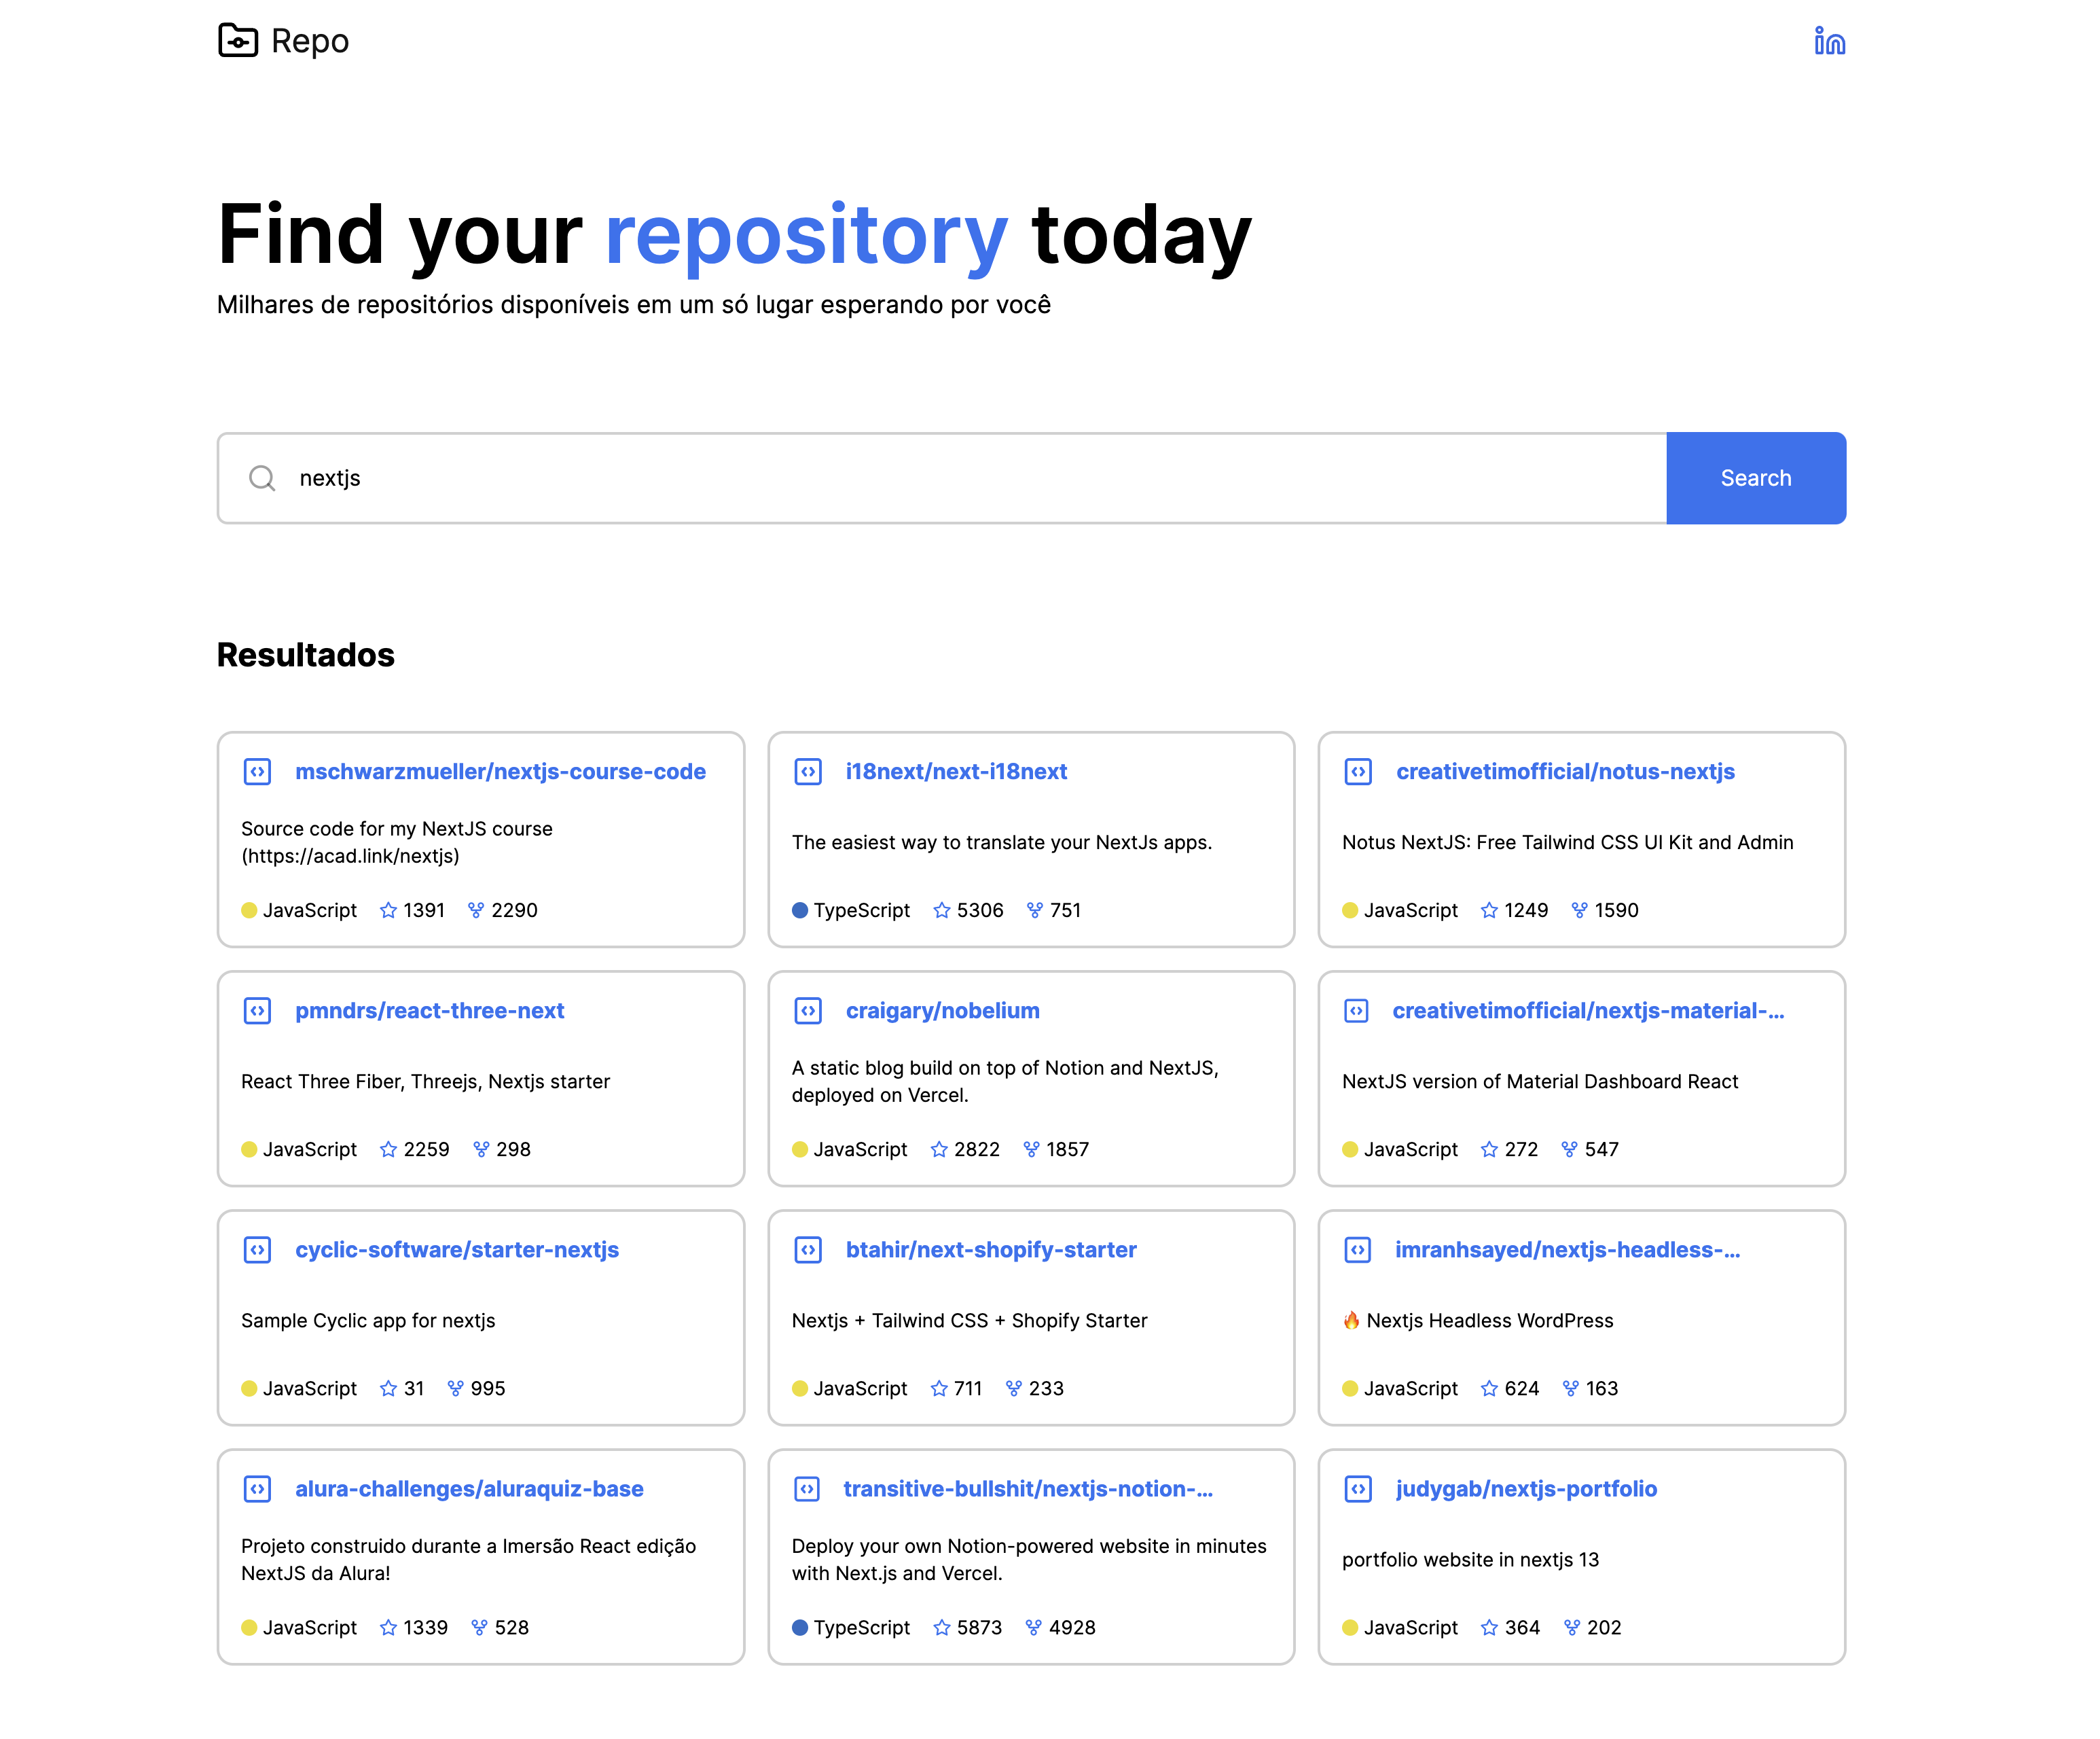 Repo
Find your repository today
Milhares de repositórios disponíveis em um só lugar esperando por você
nextjs
Search
Resultados
mschwarzmueller/nextjs-course-code
Source code for my NextJS course
(https://acad.link/nextjs)
JavaScript 1391 2290
i18next/next-i18next
The easiest way to translate your NextJs apps.
TypeScript 5306 751
creativetimofficial/notus-nextjs
Notus NextJS: Free Tailwind CSS UI Kit and Admin
JavaScript 1249 1590
pmndrs/react-three-next
React Three Fiber, Threejs, Nextjs starter
JavaScript 2259 298
craigary/nobelium
A static blog build on top of Notion and NextJS,
deployed on Vercel.
JavaScript 2822 1857
creativetimofficial/nextjs-material-...
NextJS version of Material Dashboard React
JavaScript 272 547
cyclic-software/starter-nextjs
Sample Cyclic app for nextjs
JavaScript 31 995
btahir/next-shopify-starter
Nextjs + Tailwind CSS + Shopify Starter
JavaScript 711 233
imranhsayed/nextjs-headless-...
🔥 Nextjs Headless WordPress
JavaScript 624 163
alura-challenges/aluraquiz-base
Projeto construido durante a Imersão React edição
NextJS da Alura!
JavaScript 1339 528
transitive-bullshit/nextjs-notion-...
Deploy your own Notion-powered website in minutes
with Next.js and Vercel.
TypeScript 5873 4928
judygab/nextjs-portfolio
portfolio website in nextjs 13
JavaScript 364 202